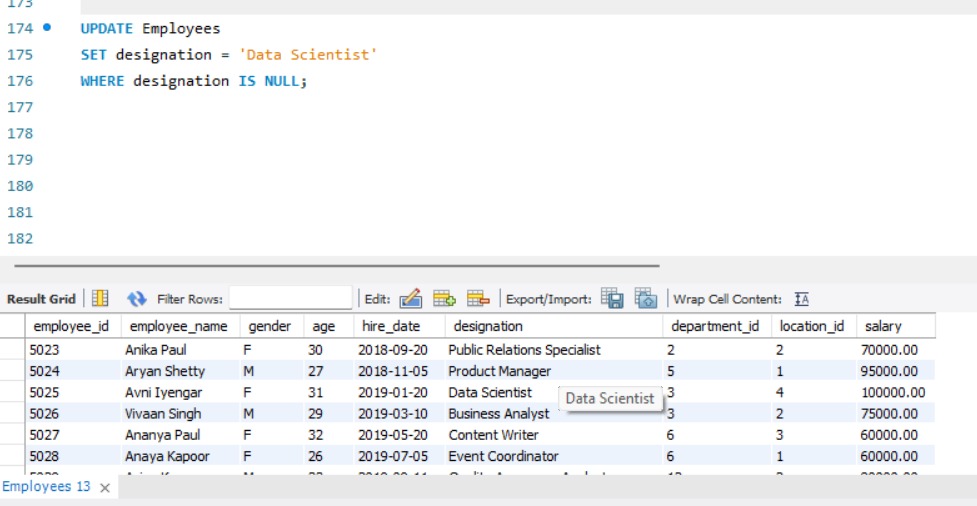 173
174 UPDATE Employees
175 SET designation = 'Data Scientist'
176 WHERE designation IS NULL;
177
178
179
180
181
182
Result Grid Filter Rows: Edit: Export/Import: Wrap Cell Content: IA
employee_id employee_name gender age hire_date designation department_id location_id salary
5023 Anika Paul F 30 2018-09-20 Public Relations Specialist 2 2 70000.00
5024 Aryan Shetty M 27 2018-11-05 Product Manager 5 1 95000.00
5025 Avni Iyengar F 31 2019-01-20 Data Scientist Data Scientist 3 4 100000.00
5026 Vivaan Singh M 29 2019-03-10 Business Analyst 3 2 75000.00
5027 Ananya Paul F 32 2019-05-20 Content Writer 6 3 60000.00
5028 Anaya Kapoor F 26 2019-07-05 Event Coordinator 6 1 60000.00
Employees 13